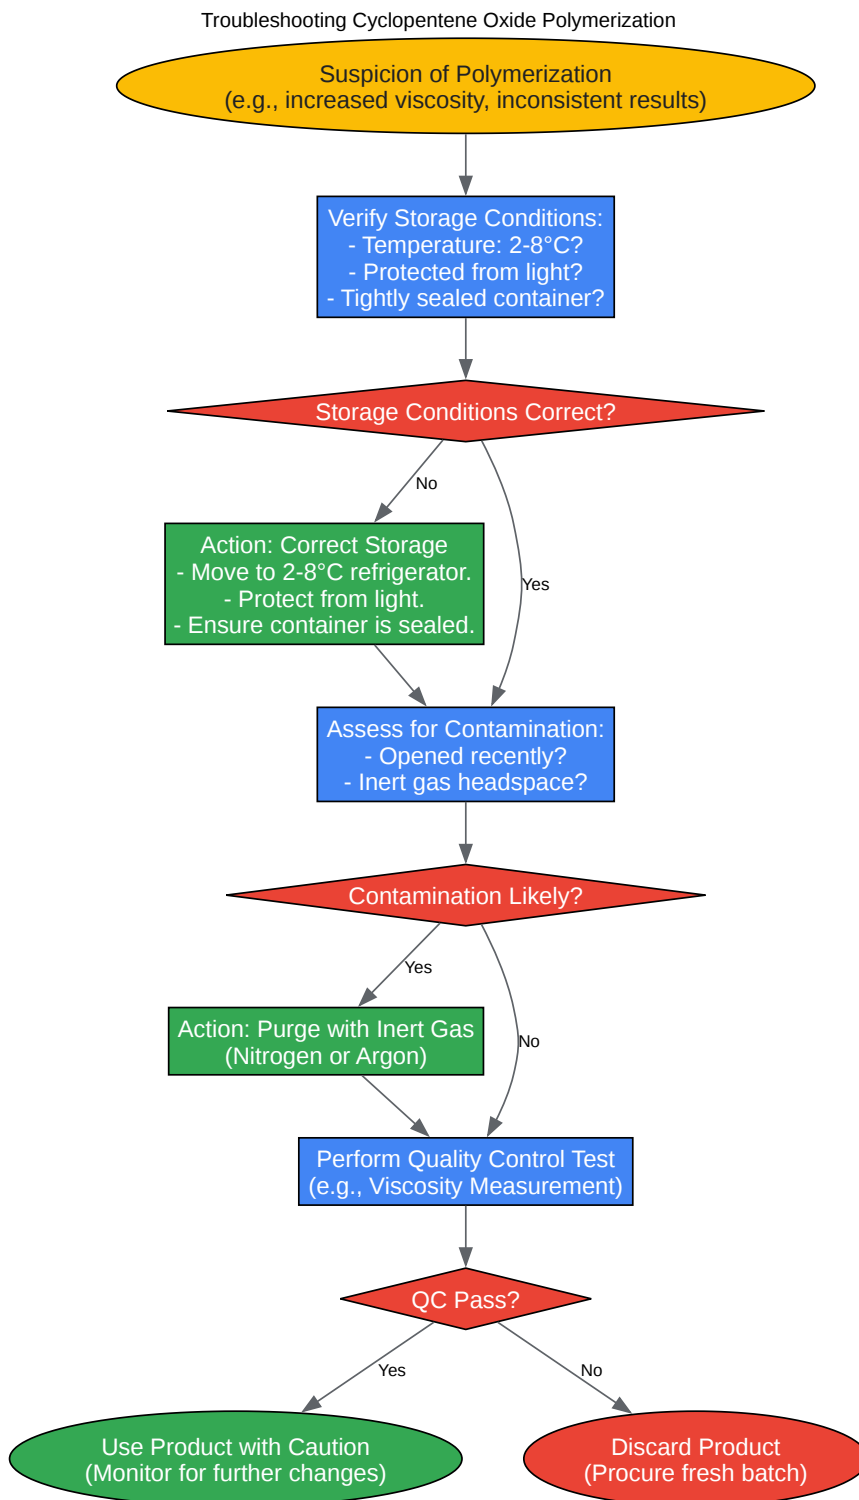 Troubleshooting Cyclopentene Oxide Polymerization
Suspicion of Polymerization
(e.g., increased viscosity, inconsistent results)
Verify Storage Conditions:
- Temperature: 2-8°C?
- Protected from light?
- Tightly sealed container?
Storage Conditions Correct?
No
Action: Correct Storage
- Move to 2-8°C refrigerator.
- Protect from light.
- Ensure container is sealed.
Yes
Assess for Contamination:
- Opened recently?
- Inert gas headspace?
Contamination Likely?
Yes
Action: Purge with Inert Gas
(Nitrogen or Argon)
No
Perform Quality Control Test
(e.g., Viscosity Measurement)
QC Pass?
Yes
No
Use Product with Caution
(Monitor for further changes)
Discard Product
(Procure fresh batch)